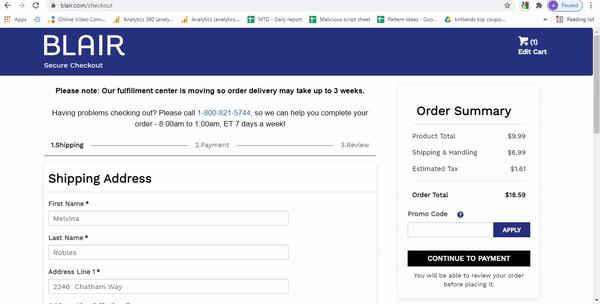 blair.com/checkout
Paused
Apps
Online Video Conv...
Analytics 360 (analy...
Analytics (analytics....
Analytics (analytics....
MTD - Daily report
Malicious script sheet
Pattern Ideas - Goo...
kirklands top coupo...
»
Reading list
BLAIR
Secure Checkout
(1)
Edit Cart
Please note: Our fulfillment center is moving so order delivery may take up to 3 weeks.
Having problems checking out? Please call 1-800-821-5744, so we can help you complete your
order - 8:00am to 1:00am, ET 7 days a week!
1.Shipping
2.Payment
3.Review
Shipping Address
First Name *
Melvina
Last Name *
Robles
Address Line 1 *
2246 Chatham Way
Order Summary
Product Total $9.99
Shipping & Handling $6.99
Estimated Tax $1.61
Order Total $18.59
Promo Code ?
APPLY
CONTINUE TO PAYMENT
You will be able to review your order
before placing it.